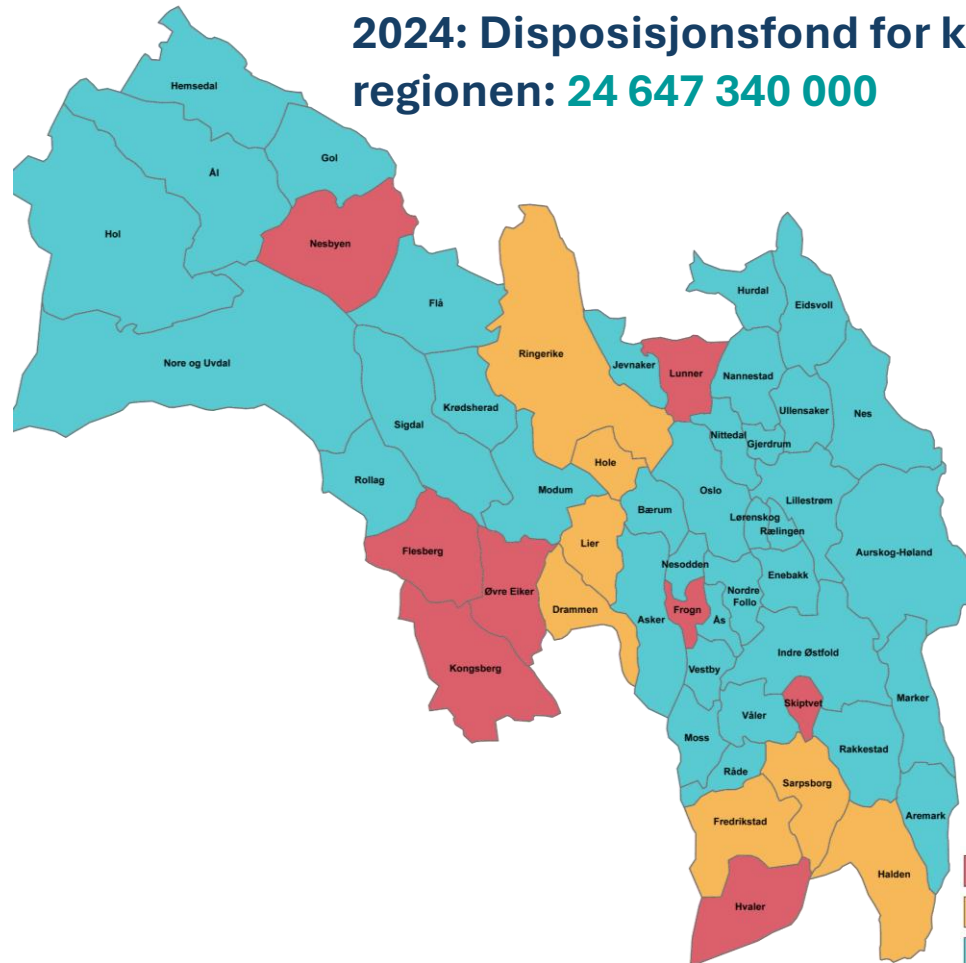 2024: Disposisjonsfond for k
regionen: 24 647 340 000
Hemsedal
Gol
Ål
Hol
Nesbyen
Flå
Nore og Uvdal
Ringerike
Jevnaker
Lunner
Hurdal
Eidsvoll
Nannestad
Ullensaker
Nes
Krødsherad
Sigdal
Nittedal
Gjerdrum
Hole
Rollag
Modum
Oslo
Lillestrøm
Bærum
Lørenskog
Rælingen
Lier
Flesberg
Aurskog-Høland
Nesodden
Enebakk
Øvre Eiker
Nordre
Follo
Drammen
Frogn
Asker
Ås
Indre Østfold
Kongsberg
Vestby
Marker
Skiptvet
Våler
Moss
Rakkestad
Råde
Sarpsborg
Aremark
Fredrikstad
Halden
Hvaler